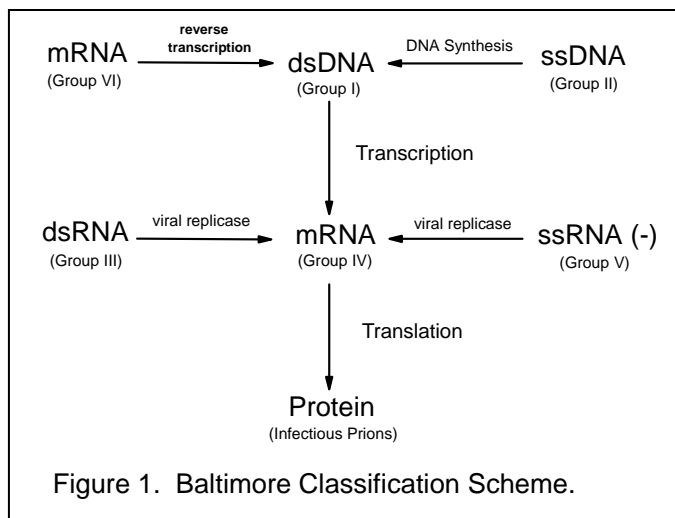 reverse
transcription
DNA Synthesis
mRNA
dsDNA
ssDNA
(Group VI)
(Group I)
(Group II)
Transcription
viral replicase
viral replicase
dsRNA
mRNA
ssRNA (-)
(Group III)
(Group IV)
(Group V)
Translation
Protein
(Infectious Prions)
Figure 1.  Baltimore Classification Scheme.